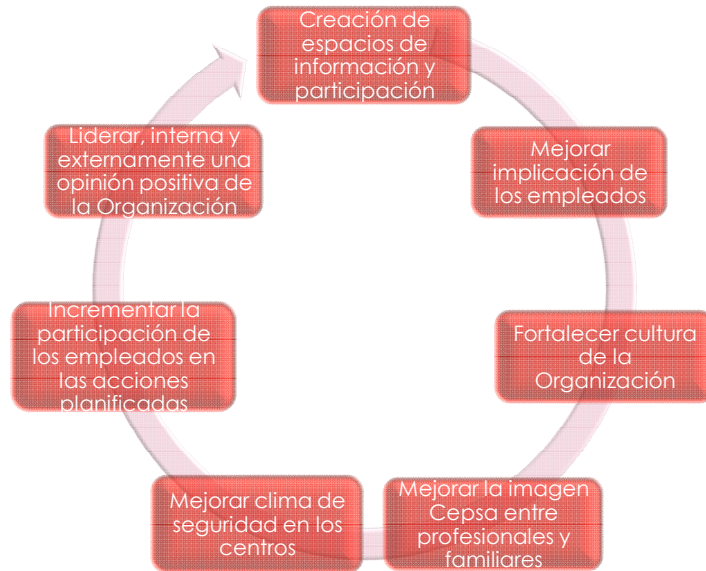 Creación de
espacios de
información y
participación
Mejorar
implicación de
los empleados
Fortalecer cultura
de la
Organización
Mejorar la imagen
Cepsa entre
profesionales y
familiares
Mejorar clima de
seguridad en los
centros
Incrementar la
participación de
los empleados en
las acciones
planificadas
Liderar, interna y
externamente una
opinión positiva de
la Organización